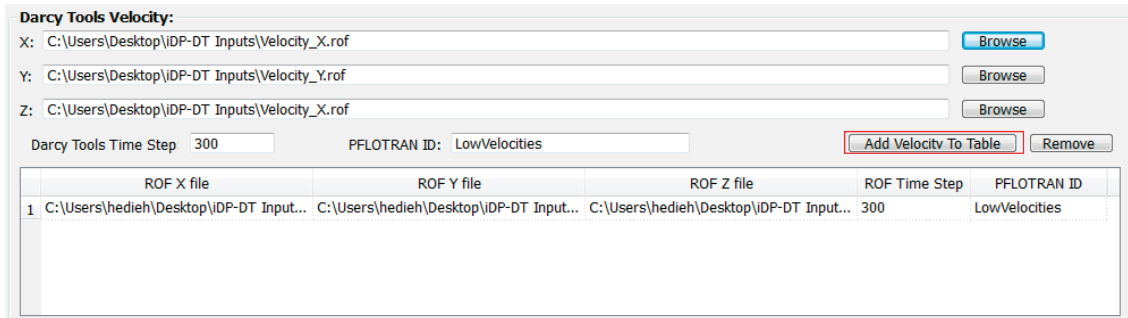 Darcy Tools Velocity:
X: C:\Users\Desktop\iDP-DT Inputs\Velocity_X.rof Browse
Y: C:\Users\Desktop\iDP-DT Inputs\Velocity_Y.rof Browse
Z: C:\Users\Desktop\iDP-DT Inputs\Velocity_X.rof Browse
Darcy Tools Time Step 300 PFLOTRAN ID: LowVelocities Add Velocity To Table Remove
ROF X file ROF Y file ROF Z file ROF Time Step PFLOTRAN ID
1 C:\Users\hedieh\Desktop\iDP-DT Input... C:\Users\hedieh\Desktop\iDP-DT Input... C:\Users\hedieh\Desktop\iDP-DT Input... 300 LowVelocities